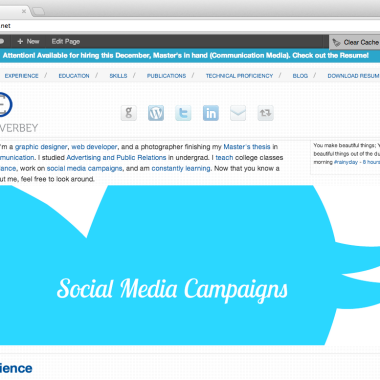 net
+ New Edit Page
Clear Cache
Attention! Available for hiring this December, Master's in hand (Communication Media). Check out the Resume!
EXPERIENCE / EDUCATION / SKILLS / PUBLICATIONS / TECHNICAL PROFICIENCY / BLOG / DOWNLOAD RESUM
VERBEY
'm a graphic designer, web developer, and a photographer finishing my Master's thesis in
munication. I studied Advertising and Public Relations in undergrad. I teach college classes
ance, work on social media campaigns, and am constantly learning. Now that you know a
ut me, feel free to look around.
You make beautiful things; Y
beautiful things out of the du
morning #rainyday - 8 hours
Social Media Campaigns
ience